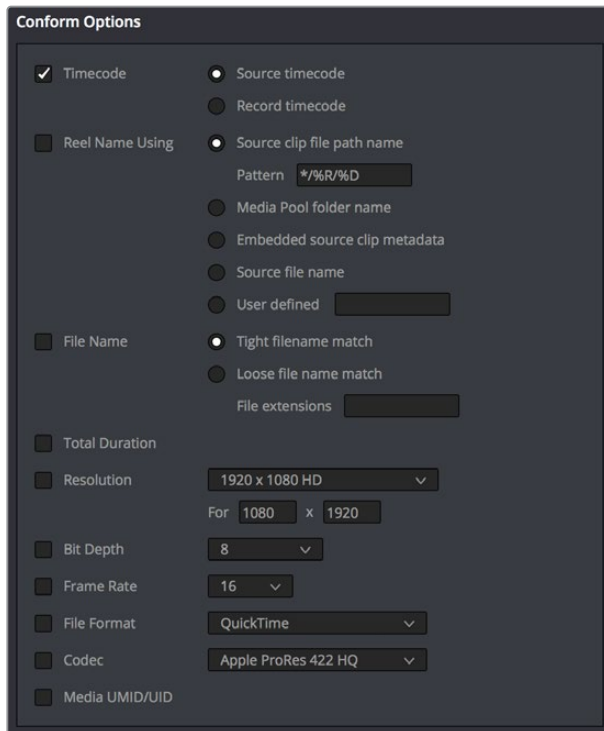 Conform Options
Timecode
Source timecode
Record timecode
Reel Name Using
Source clip file path name
Pattern */%R/%D
Media Pool folder name
Embedded source clip metadata
Source file name
User defined
File Name
Tight filename match
Loose file name match
File extensions
Total Duration
Resolution
1920 x 1080 HD
For 1080 x 1920
Bit Depth
8
Frame Rate
16
File Format
QuickTime
Codec
Apple ProRes 422 HQ
Media UMID/UID